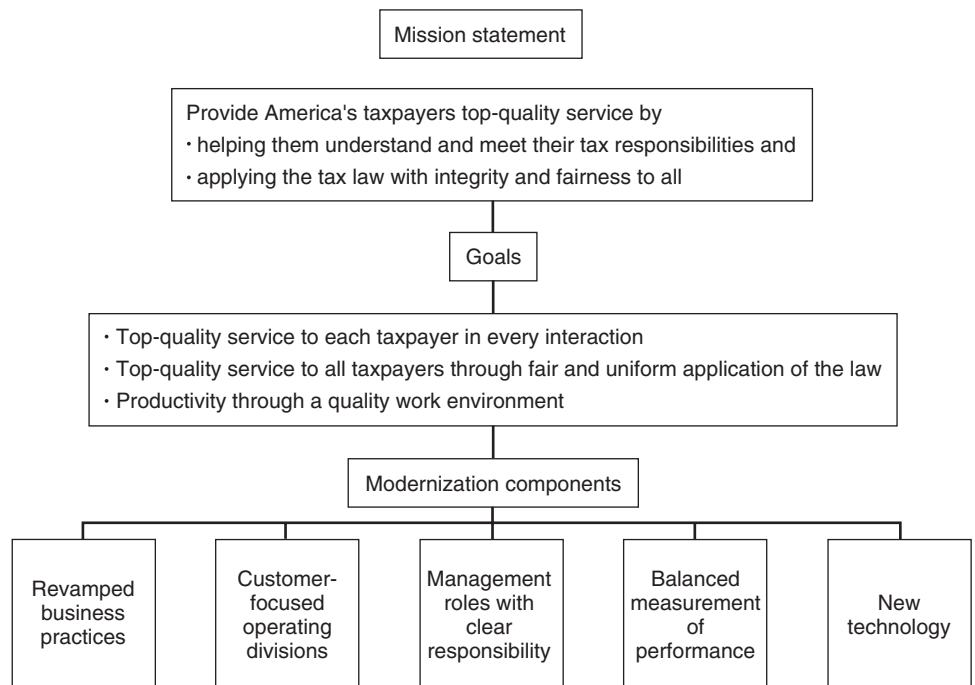 Mission statement
Provide America's taxpayers top-quality service by
· helping them understand and meet their tax responsibilities and
· applying the tax law with integrity and fairness to all
Goals
· Top-quality service to each taxpayer in every interaction
· Top-quality service to all taxpayers through fair and uniform application of the law
· Productivity through a quality work environment
Modernization components
Revamped
business
practices
Customer-
focused
operating
divisions
Management
roles with
clear
responsibility
Balanced
measurement
of
performance
New
technology